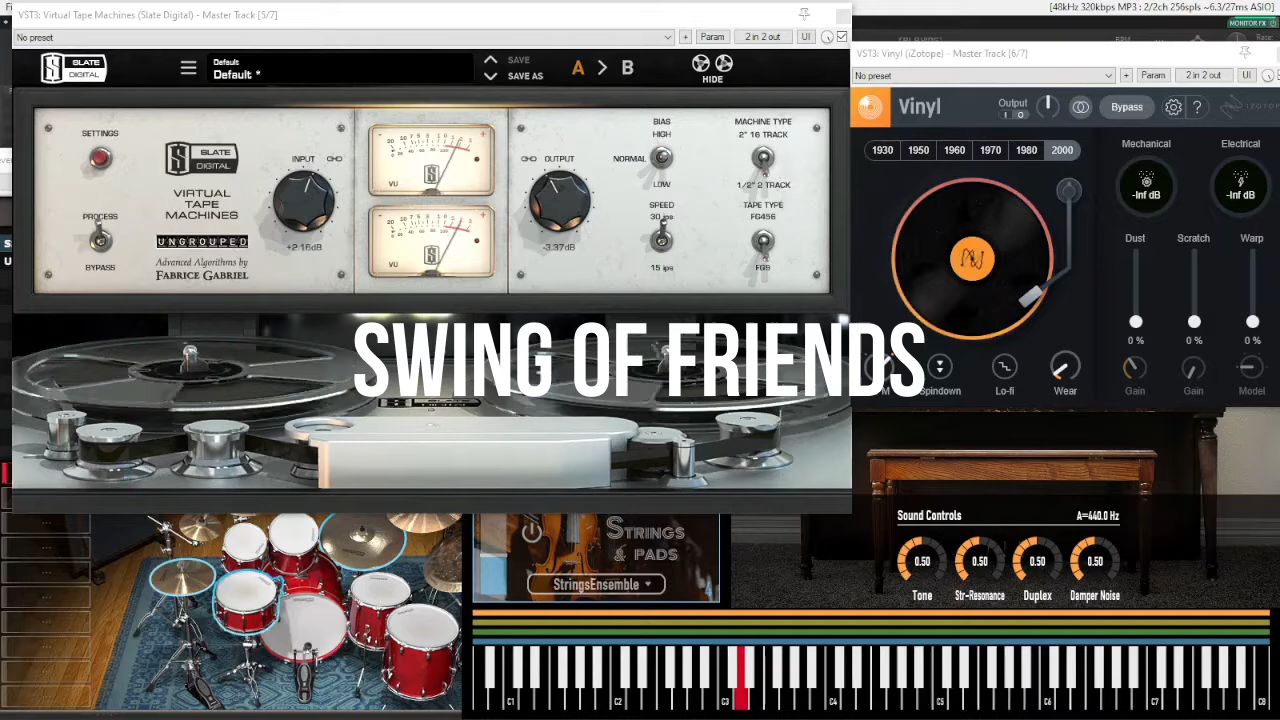 [48kHz 320kbps MP3 : 2/2ch 256spls ~6.3/27ms ASIO]
VST3: Virtual Tape Machines (Slate Digital) - Master Track [5/7]
MONITOR FX
No preset
+
Param
2 in 2 out
UI
VST3: Vinyl (iZotope) - Master Track [6/7]
No preset
+
Param
2 in 2 out
UI
SLATE
DIGITAL
Default
Default *
SAVE
SAVE AS
A
B
HIDE
Vinyl
Output
I O
Bypass
?
SETTINGS
PROCESS
BYPASS
SLATE
DIGITAL
VIRTUAL
TAPE
MACHINES
UNGROUPED
Advanced Algorithms by
FABRICE GABRIEL
INPUT
+2.16dB
VU
VU
OUTPUT
-3.37dB
BIAS
HIGH
NORMAL
LOW
SPEED
30 ips
15 ips
MACHINE TYPE
2" 16 TRACK
1/2" 2 TRACK
TAPE TYPE
FG456
FG9
1930 1950 1960 1970 1980 2000
Mechanical
Electrical
-Inf dB
-Inf dB
Dust Scratch Warp
0 % 0 % 0 %
Spindown Lo-fi Wear
Gain Gain Model
SWING OF FRIENDS
STRINGS
& PADS
StringsEnsemble
Sound Controls
A=440.0 Hz
0.50 0.50 0.50 0.50
Tone Str-Resonance Duplex Damper Noise
C1 C2 C3 C4 C5 C6 C7 C8